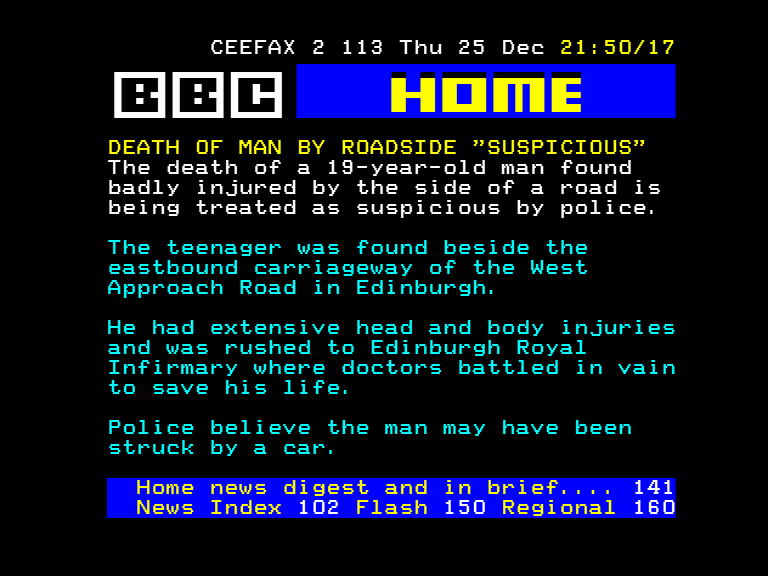 CEEFAX 2 113 Thu 25 Dec 21:50/17
BBC HOME
DEATH OF MAN BY ROADSIDE "SUSPICIOUS"
The death of a 19-year-old man found
badly injured by the side of a road is
being treated as suspicious by police.
The teenager was found beside the
eastbound carriageway of the West
Approach Road in Edinburgh.
He had extensive head and body injuries
and was rushed to Edinburgh Royal
Infirmary where doctors battled in vain
to save his life.
Police believe the man may have been
struck by a car.
Home news digest and in brief.... 141
News Index 102 Flash 150 Regional 160